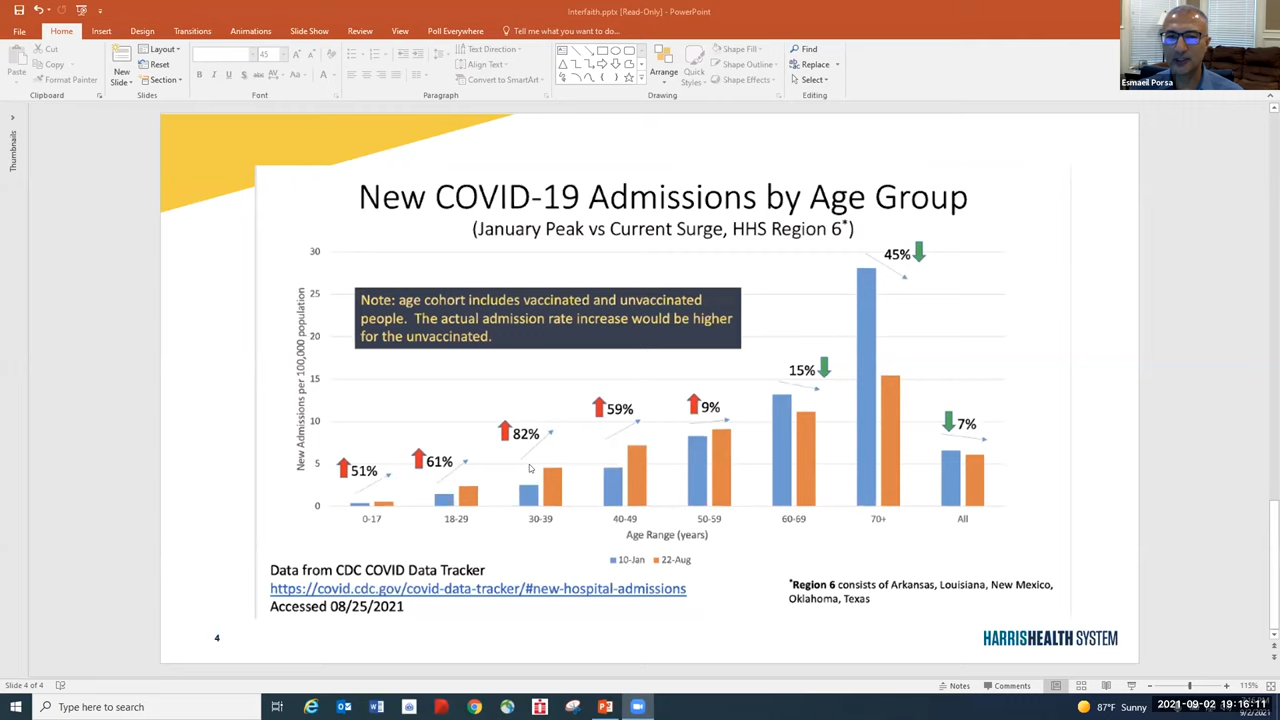 Interfaith.pptx [Read-Only] - PowerPoint
File Home Insert Design Transitions Animations Slide Show Review View Poll Everywhere Tell me what you want to do...
Paste
Cut
Copy
Format Painter
Clipboard
New Slide
Layout
Reset
Section
Slides
45
Font
Text Direction
Align Text
Convert to SmartArt
Paragraph
Arrange
Quick Styles
Shape Fill
Shape Outline
Shape Effects
Drawing
Find
Replace
Select
Editing
Esmaeil Porsa
Thumbnails
New COVID-19 Admissions by Age Group
(January Peak vs Current Surge, HHS Region 6*)
New Admissions per 100,000 population
30
25
20
15
10
5
0
Note: age cohort includes vaccinated and unvaccinated
people. The actual admission rate increase would be higher
for the unvaccinated.
51%
61%
82%
59%
9%
15%
45%
7%
0-17 18-29 30-39 40-49 50-59 60-69 70+ All
Age Range (years)
10-Jan 22-Aug
Data from CDC COVID Data Tracker
https://covid.cdc.gov/covid-data-tracker/#new-hospital-admissions
Accessed 08/25/2021
*Region 6 consists of Arkansas, Louisiana, New Mexico,
Oklahoma, Texas
4
HARRISHEALTH SYSTEM
Slide 4 of 4
Notes
Comments
115%
Type here to search
87°F Sunny
2021-09-02 19:16:11
9/2/2021